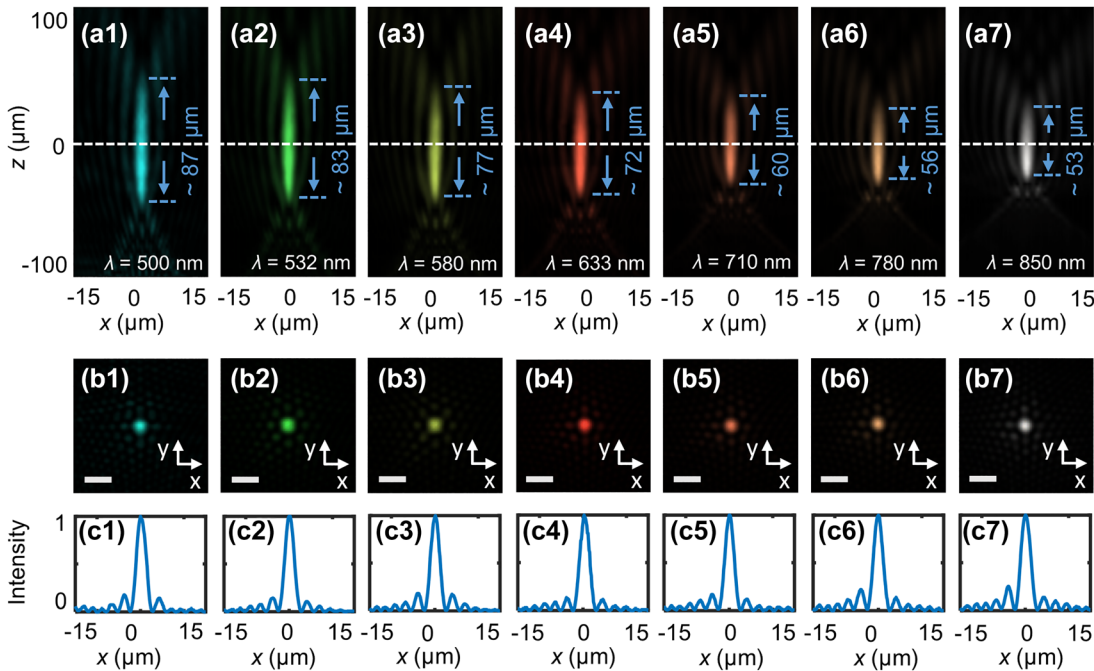 100
(a1) (a2) (a3) (a4) (a5) (a6) (a7)
z (µm)
0
-100
~ 87 µm
~ 83 µm
~ 77 µm
~ 72 µm
~ 60 µm
~ 56 µm
~ 53 µm
λ = 500 nm λ = 532 nm λ = 580 nm λ = 633 nm λ = 710 nm λ = 780 nm λ = 850 nm
-15 0 15 -15 0 15 -15 0 15 -15 0 15 -15 0 15 -15 0 15 -15 0 15
x (µm) x (µm) x (µm) x (µm) x (µm) x (µm) x (µm)
(b1) (b2) (b3) (b4) (b5) (b6) (b7)
y y y y y y y
x x x x x x x
1
(c1) (c2) (c3) (c4) (c5) (c6) (c7)
Intensity
0
-15 0 15 -15 0 15 -15 0 15 -15 0 15 -15 0 15 -15 0 15 -15 0 15
x (µm) x (µm) x (µm) x (µm) x (µm) x (µm) x (µm)